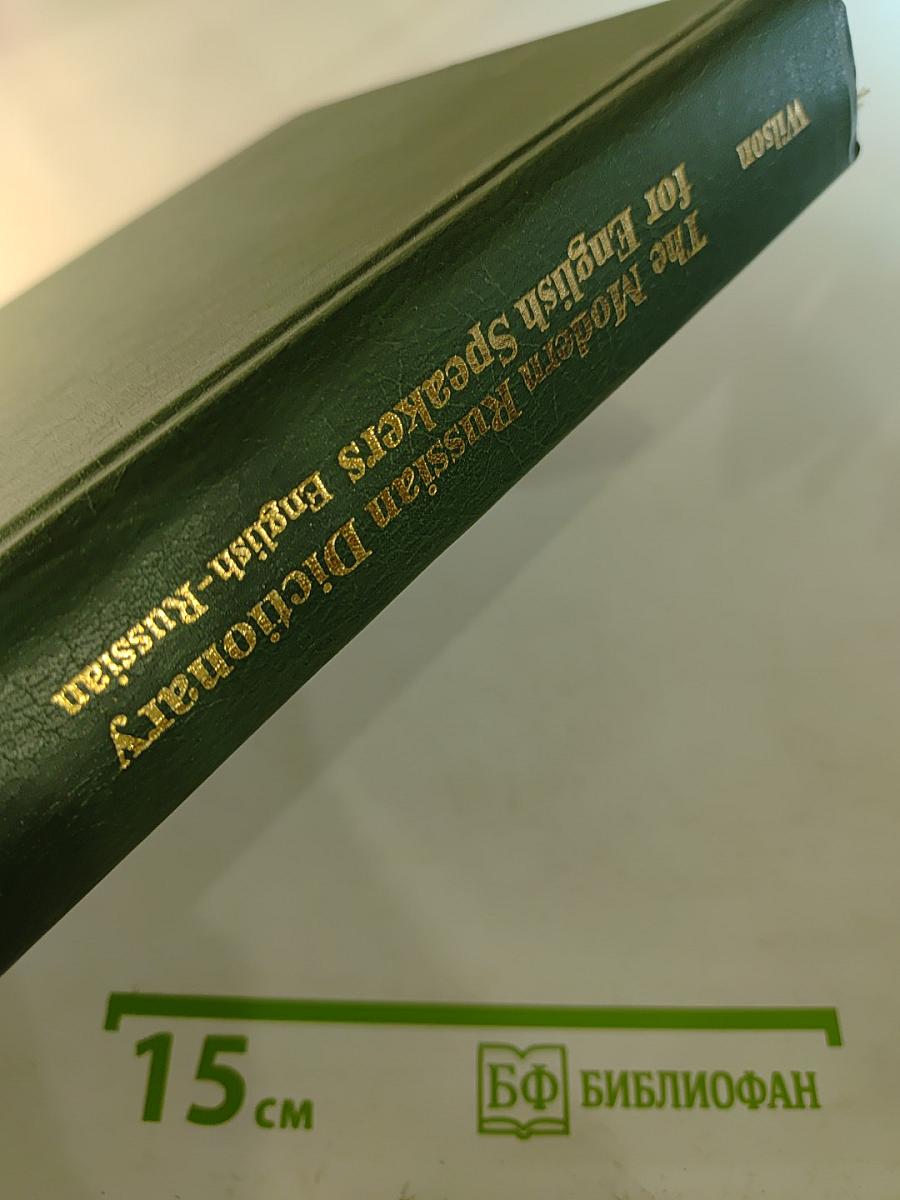 Wilson
The Modern Russian Dictionary
for English Speakers English-Russian
15 см
БФ БИБЛИОФАН